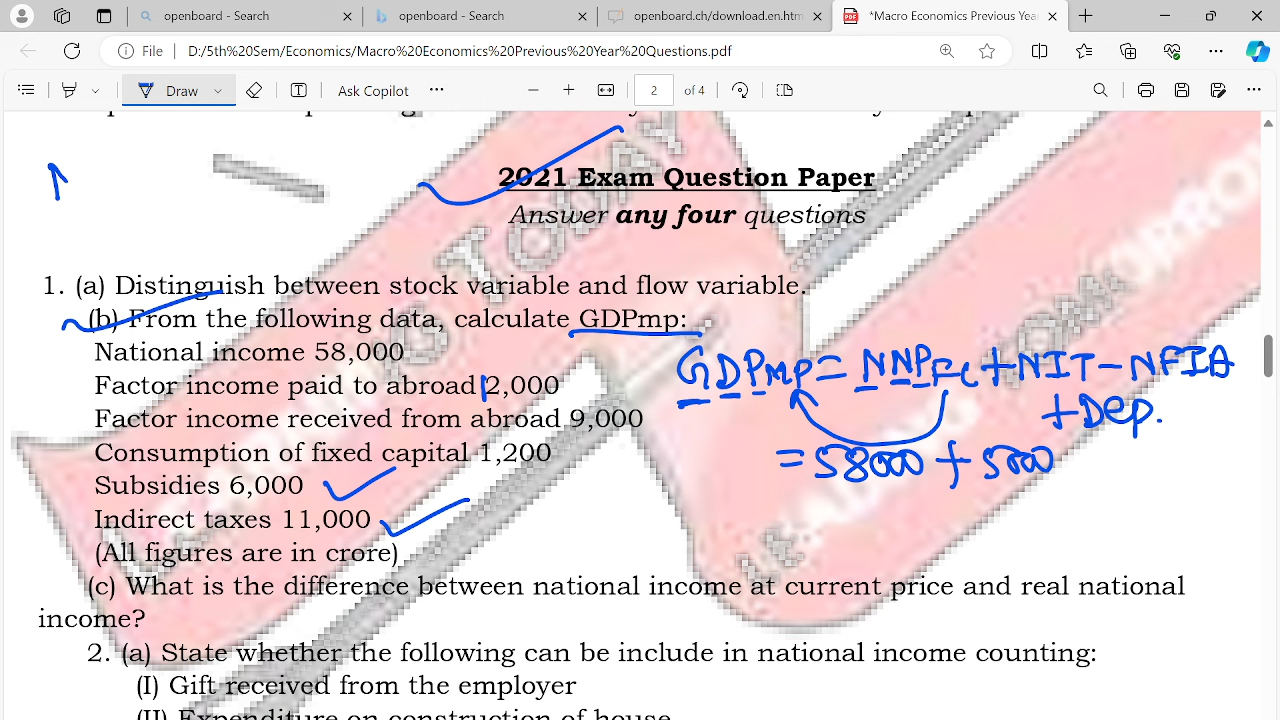 openboard - Search
openboard - Search
openboard.ch/download.en.htm
*Macro Economics Previous Yea
File
D:/5th%20Sem/Economics/Macro%20Economics%20Previous%20Year%20Questions.pdf
Draw
Ask Copilot
2
of 4
2021 Exam Question Paper
Answer any four questions
1. (a) Distinguish between stock variable and flow variable.
(b) From the following data, calculate GDPmp:
National income 58,000
Factor income paid to abroad 2,000
Factor income received from abroad 9,000
Consumption of fixed capital 1,200
Subsidies 6,000
Indirect taxes 11,000
(All figures are in crore)
GDPMP = NNPFC + NIT - NFIA
+ Dep.
= 58000 + 5000
(c) What is the difference between national income at current price and real national
income?
2. (a) State whether the following can be include in national income counting:
(I) Gift received from the employer
(II) Expenditure on construction of house